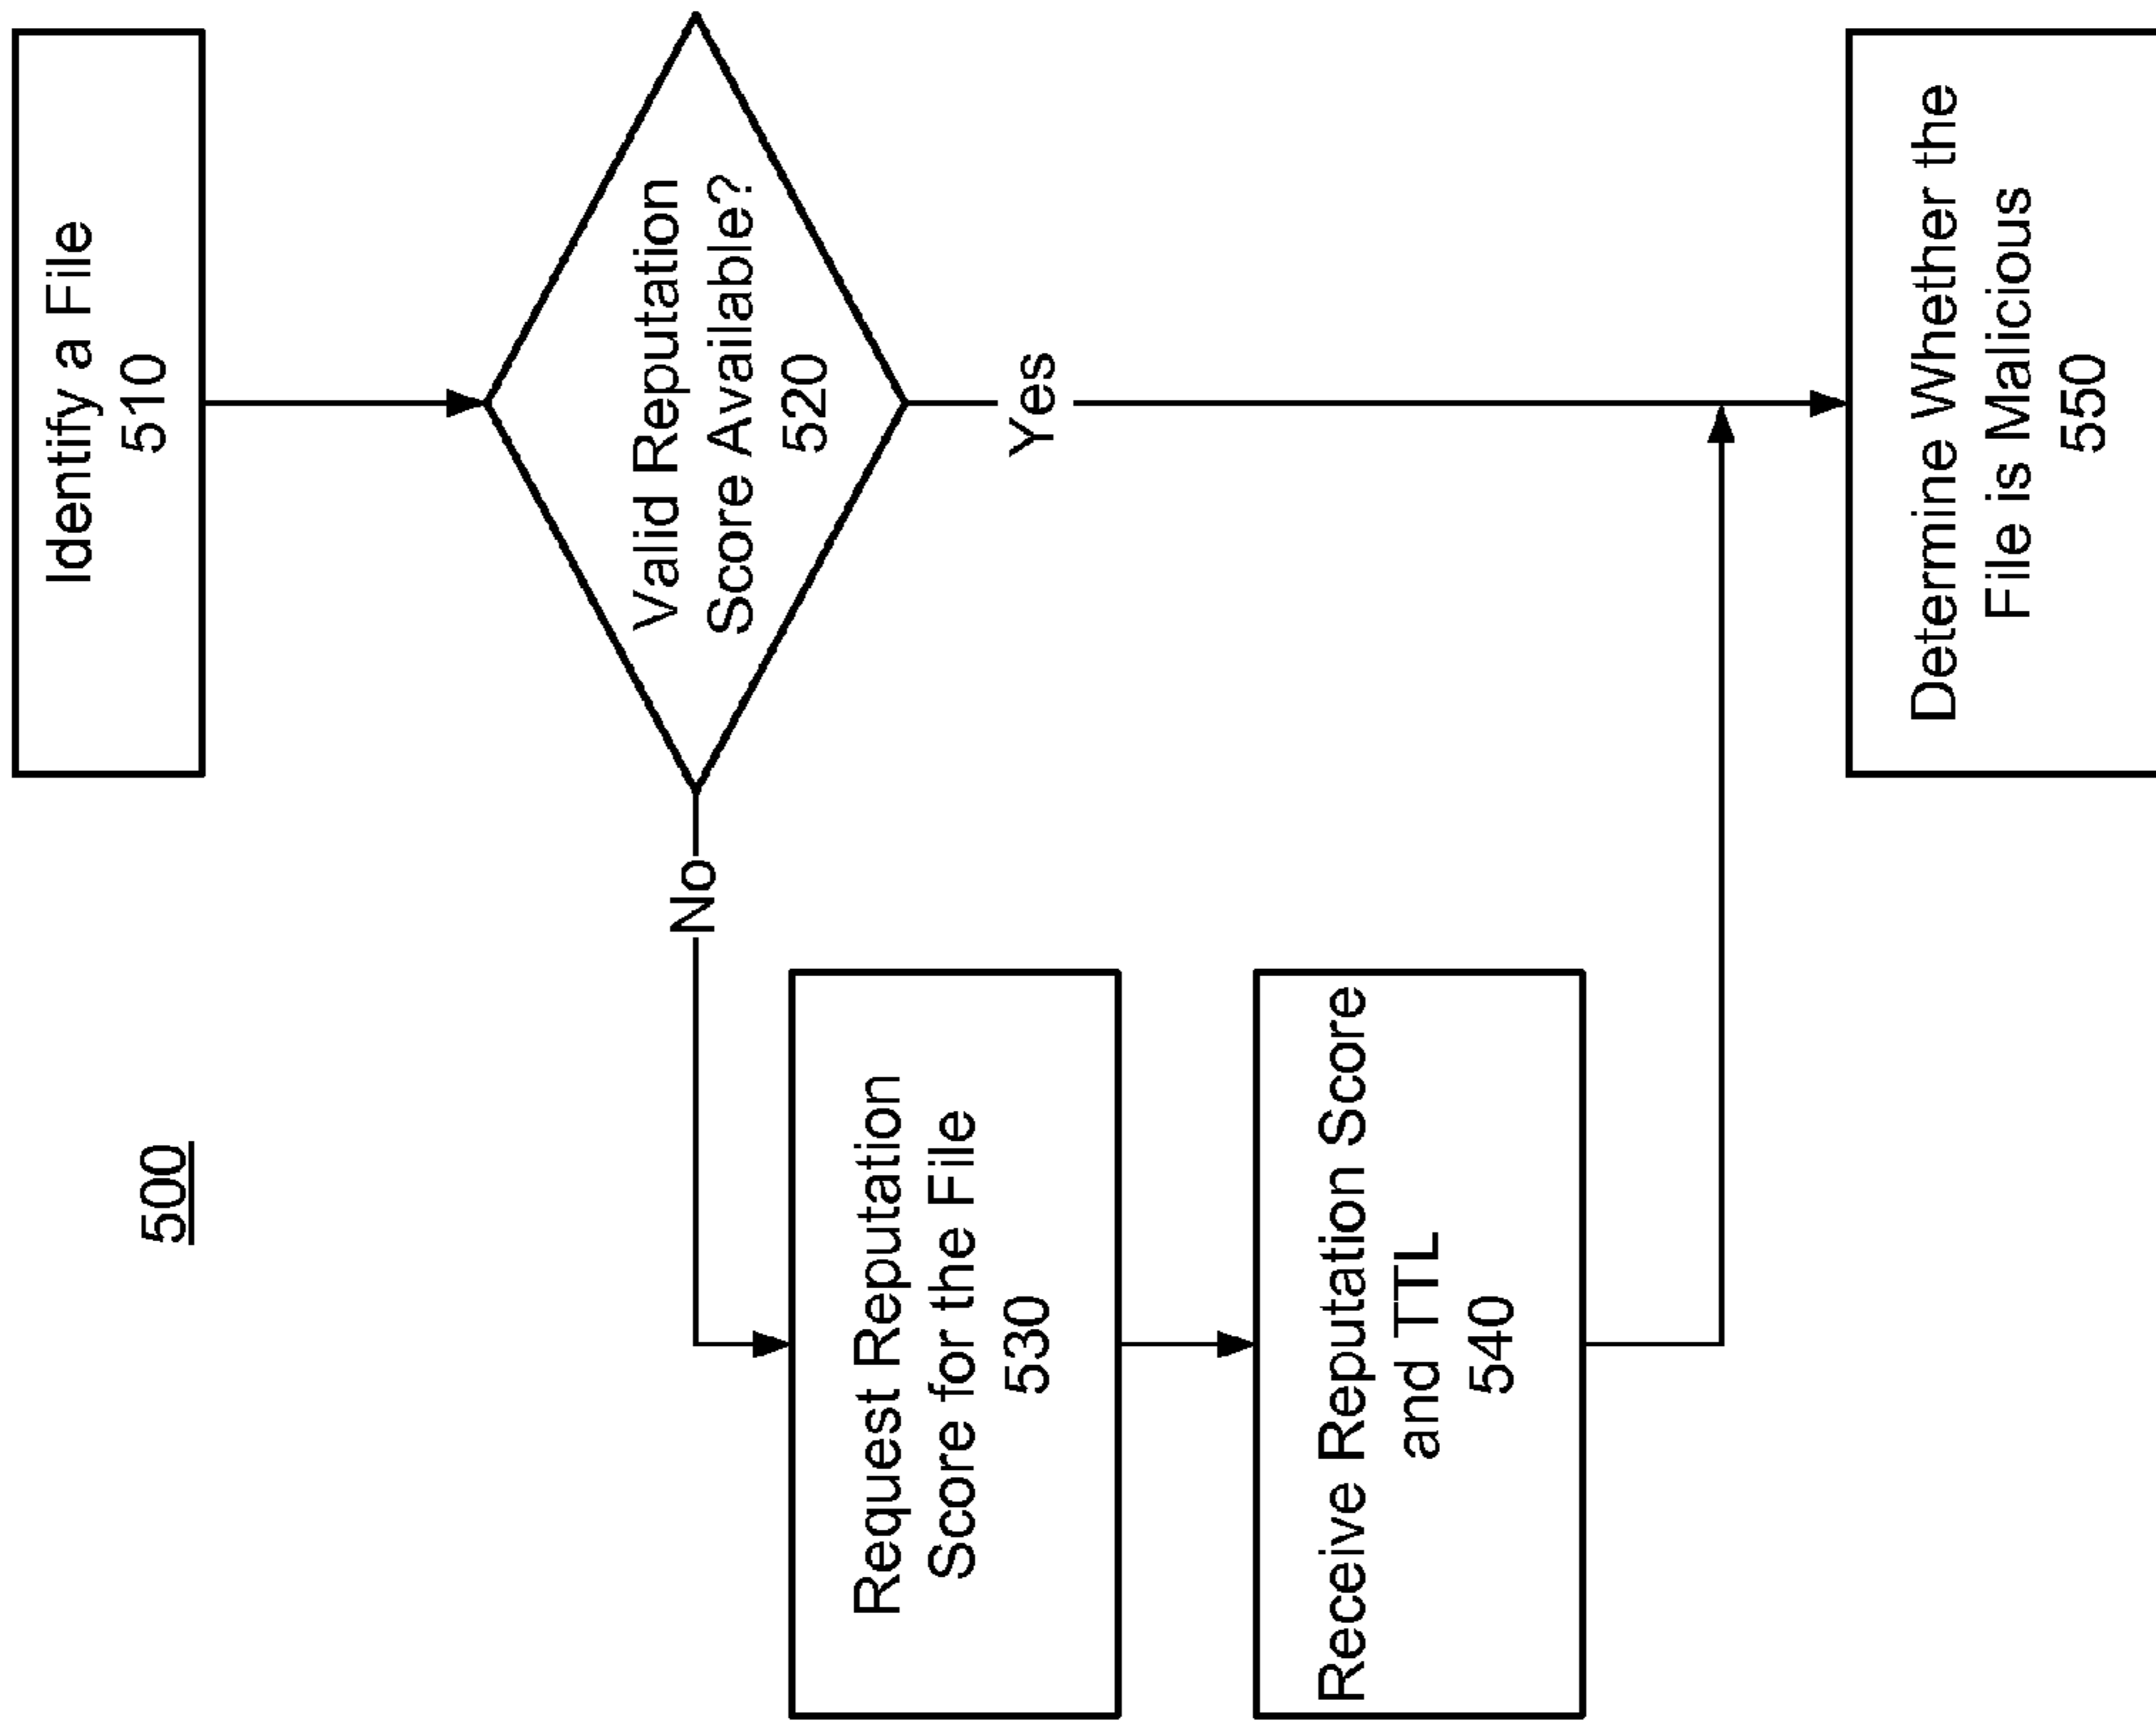 500
Identify a File
510
Valid Reputation
Score Available?
520
No
Yes
Request Reputation
Score for the File
530
Receive Reputation Score
and TTL
540
Determine Whether the
File is Malicious
550